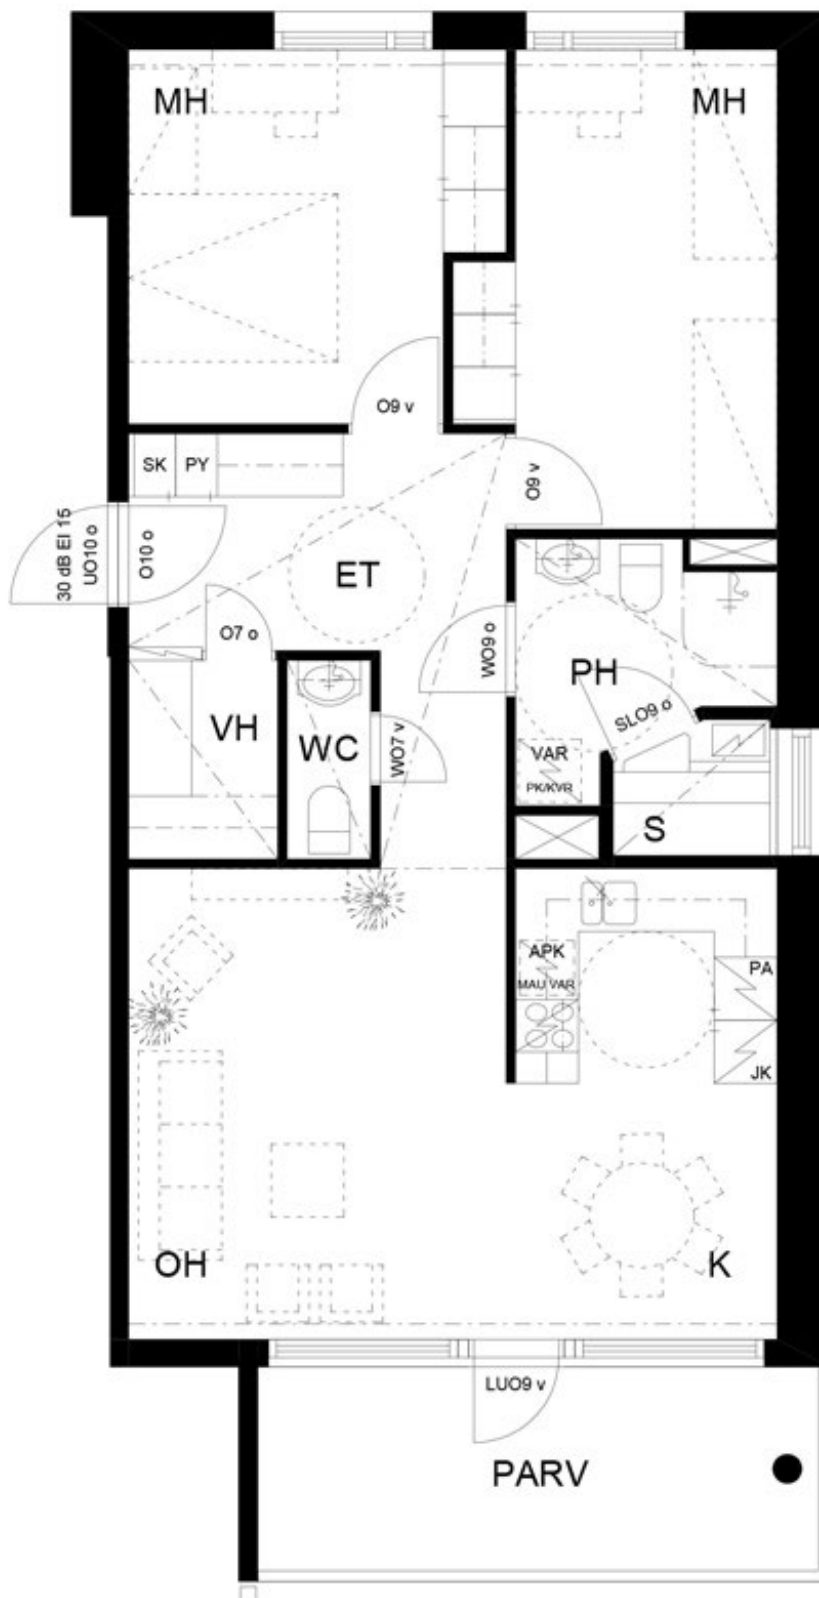 MH
MH
O9 v
SK
PY
O9 v
30 dB EI 15
UO10 o
O10 o
ET
O7 o
WO9 o
PH
SLO9 o
VH
WC
WO7 v
VAR
PK/KVR
S
APK
MAU VAR
PA
JK
OH
K
LUO9 v
PARV